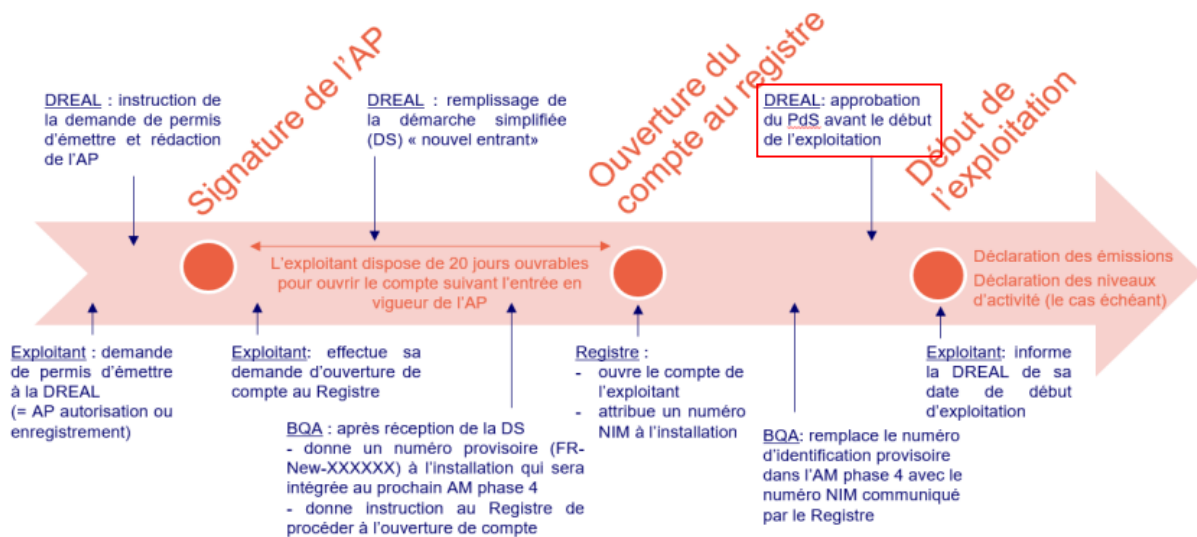 DREAL : instruction de
la demande de permis
d'émettre et rédaction
de l'AP
Signature de l'AP
DREAL : remplissage de
la démarche simplifiée
(DS) « nouvel entrant»
Ouverture du
compte au registre
DREAL: approbation
du PdS avant le début
de l'exploitation
Début de
l'exploitation
L'exploitant dispose de 20 jours ouvrables
pour ouvrir le compte suivant l'entrée en
vigueur de l'AP
Déclaration des émissions
Déclaration des niveaux
d'activité (le cas échéant)
Exploitant : demande
de permis d'émettre
à la DREAL
(= AP autorisation ou
enregistrement)
Exploitant: effectue sa
demande d'ouverture de
compte au Registre
BQA : après réception de la DS
- donne un numéro provisoire (FR-
New-XXXXXX) à l'installation qui sera
intégrée au prochain AM phase 4
- donne instruction au Registre de
procéder à l'ouverture de compte
Registre :
- ouvre le compte de
l'exploitant
- attribue un numéro
NIM à l'installation
BQA: remplace le numéro
d'identification provisoire
dans l'AM phase 4 avec le
numéro NIM communiqué
par le Registre
Exploitant: informe
la DREAL de sa
date de début
d'exploitation